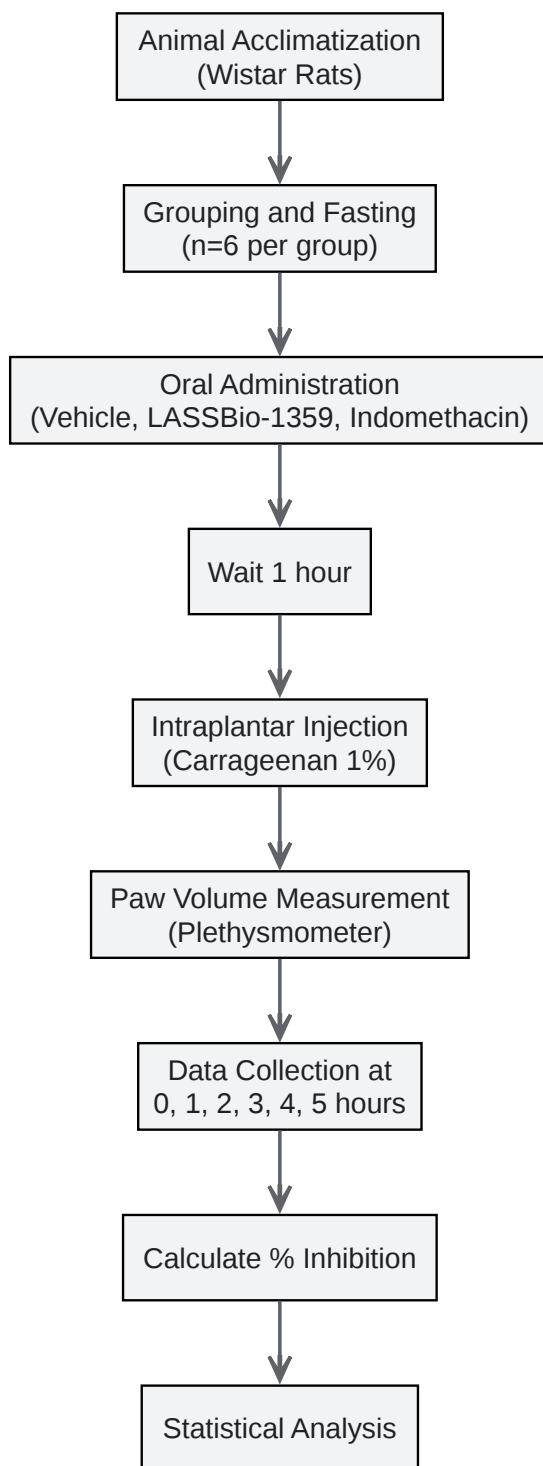 Animal Acclimatization
(Wistar Rats)
Grouping and Fasting
(n=6 per group)
Oral Administration
(Vehicle, LASSBio-1359, Indomethacin)
Wait 1 hour
Intraplantar Injection
(Carrageenan 1%)
Paw Volume Measurement
(Plethysmometer)
Data Collection at
0, 1, 2, 3, 4, 5 hours
Calculate % Inhibition
Statistical Analysis